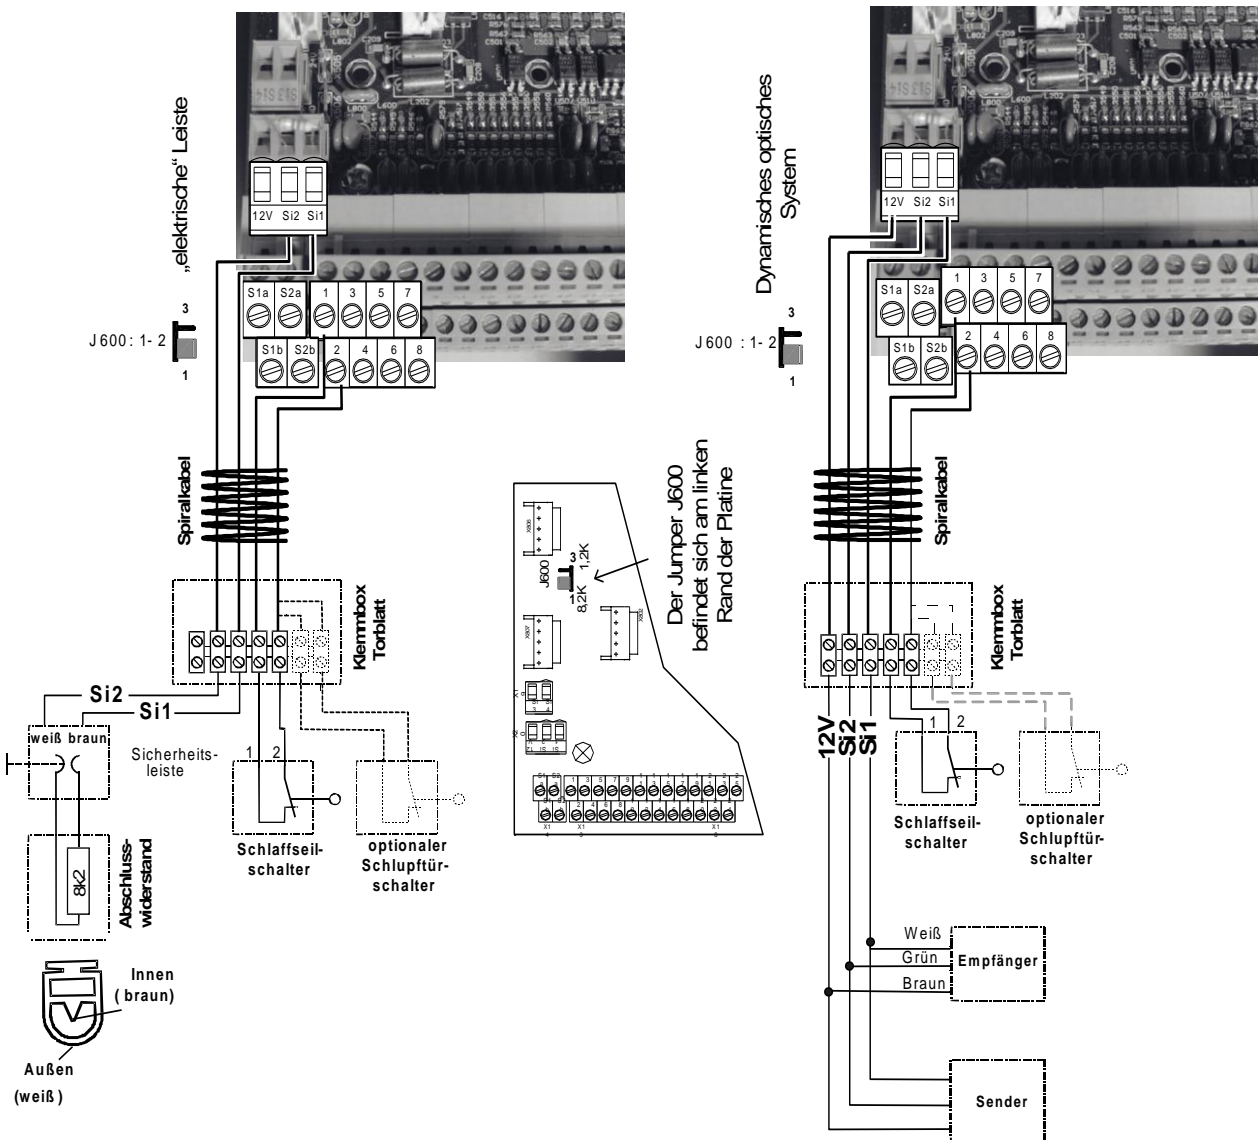 „elektrische“ Leiste
12V Si2 Si1
S1a S2a 1 3 5 7
S1b S2b 2 4 6 8
3
J600 : 1- 2
1
Spiralkabel
Klemmbox
Torblatt
Si2
Si1
weiß braun
Sicherheits-
leiste
1 2
Schlaffseil-
schalter
optionaler
Schlupftür-
schalter
8k2
Abschluss-
widerstand
Innen
( braun)
Außen
(weiß )
X806
J600
3
1,2K
1
8,2K
X807
X802
Der Jumper J600
befindet sich am linken
Rand der Platine
Dynamisches optisches
System
12V Si2 Si1
S1a S2a 1 3 5 7
S1b S2b 2 4 6 8
3
J600 : 1- 2
1
Spiralkabel
Klemmbox
Torblatt
12V
Si2
Si1
1 2
Schlaffseil-
schalter
optionaler
Schlupftür-
schalter
Weiß
Grün
Braun
Empfänger
Sender